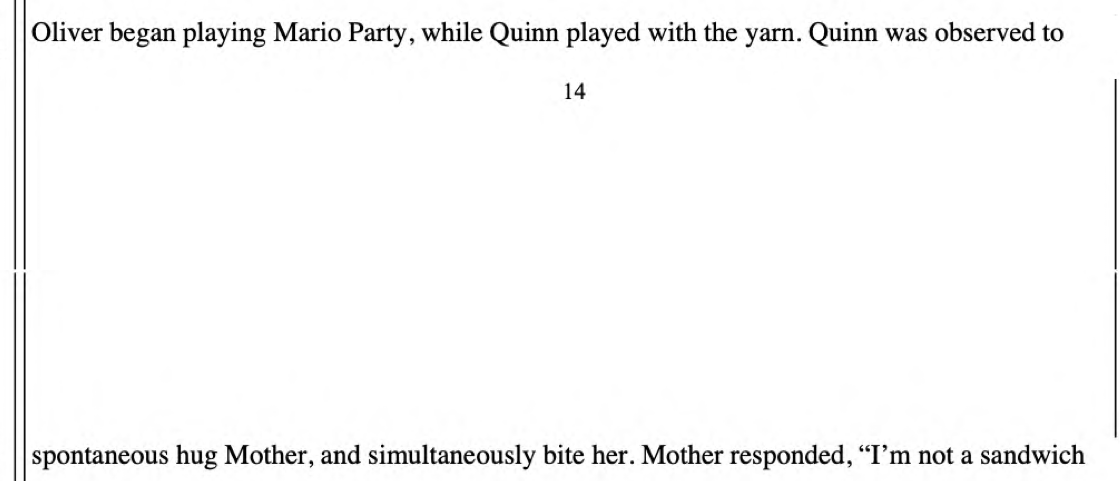 Oliver began playing Mario Party, while Quinn played with the yarn. Quinn was observed to
14
spontaneous hug Mother, and simultaneously bite her. Mother responded, “I’m not a sandwich